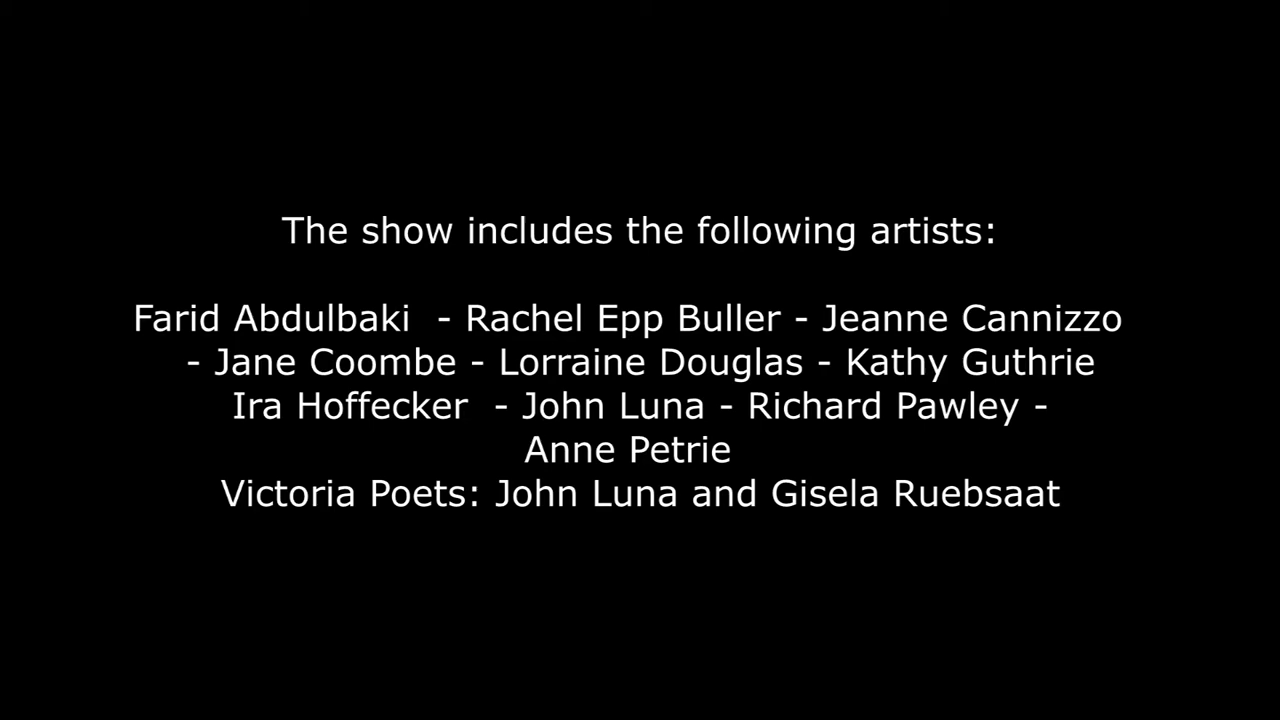 The show includes the following artists:
Farid Abdulbaki  - Rachel Epp Buller - Jeanne Cannizzo
- Jane Coombe - Lorraine Douglas - Kathy Guthrie
Ira Hoffecker  - John Luna - Richard Pawley -
Anne Petrie
Victoria Poets: John Luna and Gisela Ruebsaat